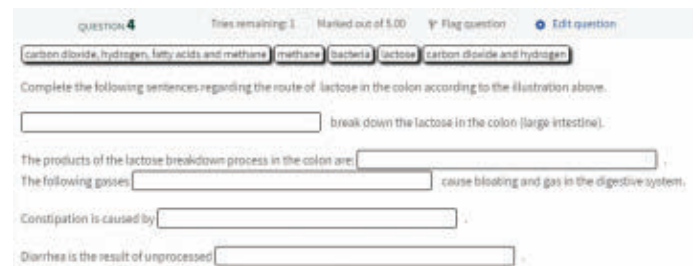 QUESTION 4 Tries remaining: 1 Marked out of 5.00 Flag question Edit question
carbon dioxide, hydrogen, fatty acids and methane methane bacteria lactose carbon dioxide and hydrogen
Complete the following sentences regarding the route of lactose in the colon according to the illustration above.
break down the lactose in the colon (large intestine).
The products of the lactose breakdown process in the colon are: .
The following gasses cause bloating and gas in the digestive system.
Constipation is caused by .
Diarrhea is the result of unprocessed .